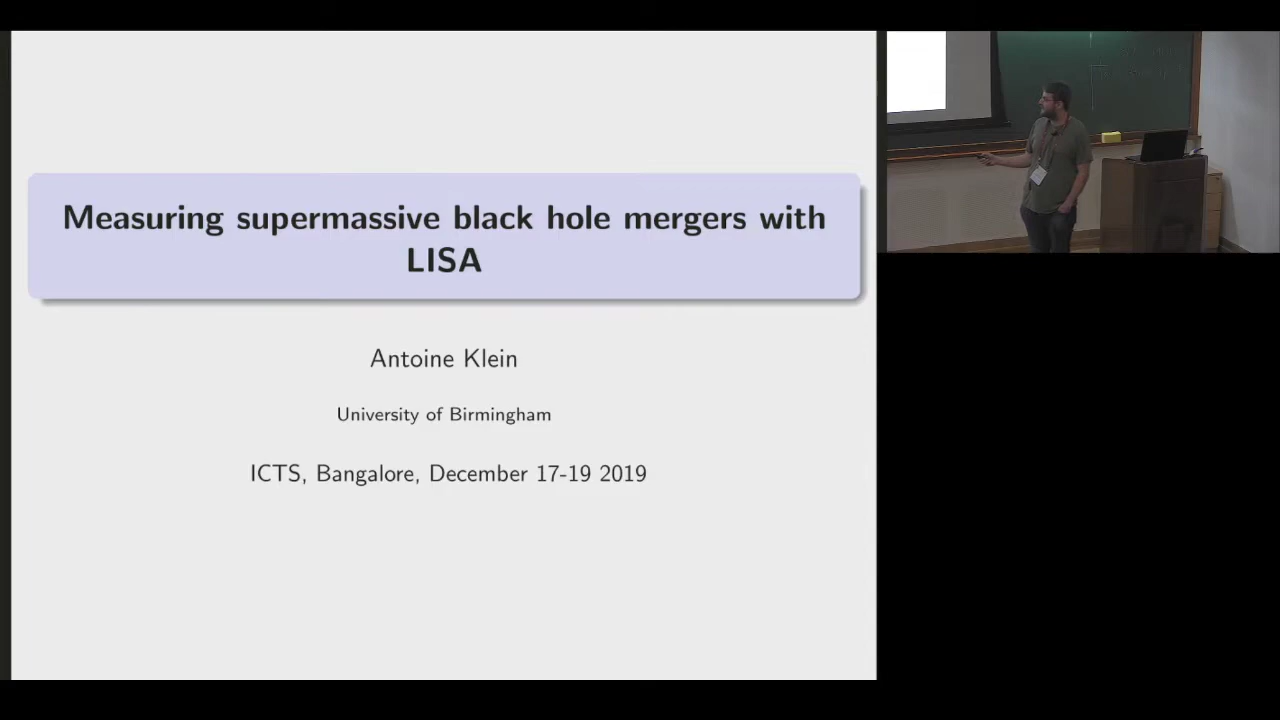 Measuring supermassive black hole mergers with
LISA
Antoine Klein
University of Birmingham
ICTS, Bangalore, December 17-19 2019